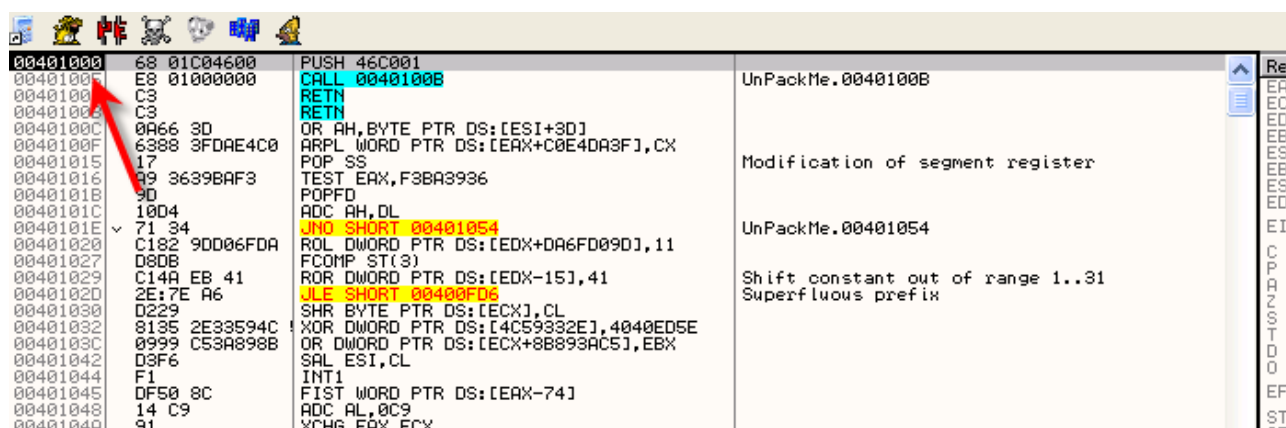 00401000 68 01C04600 PUSH 46C001 Re
E8 01000000 CALL 0040100B UnPackMe.0040100B
C3 RETN
C3 RETN
0040100C 0A66 3D OR AH,BYTE PTR DS:[ESI+3D]
0040100F 6388 3FDAE4C0 ARPL WORD PTR DS:[EAX+C0E4DA3F],CX
00401015 17 POP SS Modification of segment register
00401016 A9 3639BAF3 TEST EAX,F3BA3936
0040101B 9D POPFD
0040101C 10D4 ADC AH,DL
0040101E 71 34 JNO SHORT 00401054 UnPackMe.00401054
00401020 C182 9DD06FDA ROL DWORD PTR DS:[EDX+DA6FD09D],11
00401027 D8DB FCOMP ST(3)
00401029 C14A EB 41 ROR DWORD PTR DS:[EDX-15],41 Shift constant out of range 1..31
0040102D 2E:7E A6 JLE SHORT 00400FD6 Superfluous prefix
00401030 D229 SHR BYTE PTR DS:[ECX],CL
00401032 8135 2E33594C XOR DWORD PTR DS:[4C59332E],4040ED5E
0040103C 0999 C53A898B OR DWORD PTR DS:[ECX+8B893AC5],EBX
00401042 D3F6 SAL ESI,CL
00401044 F1 INT1
00401045 DF50 8C FIST WORD PTR DS:[EAX-74]
00401048 14 C9 ADC AL,0C9
0040104A 91 XCHG EAX,ECX
C
P
A
Z
S
T
D
O